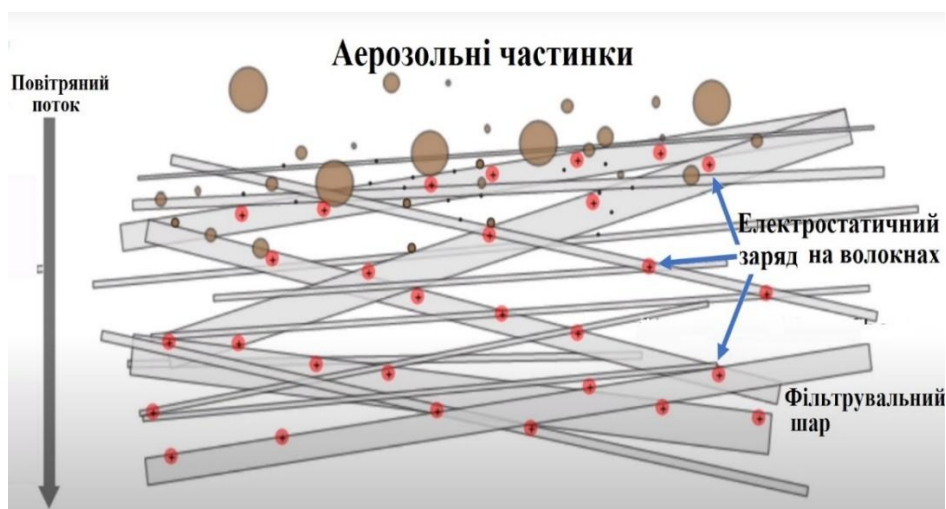 Аерозольні частинки
Повітряний
поток
Електростатичний
заряд на волокнах
Фільтрувальний
шар